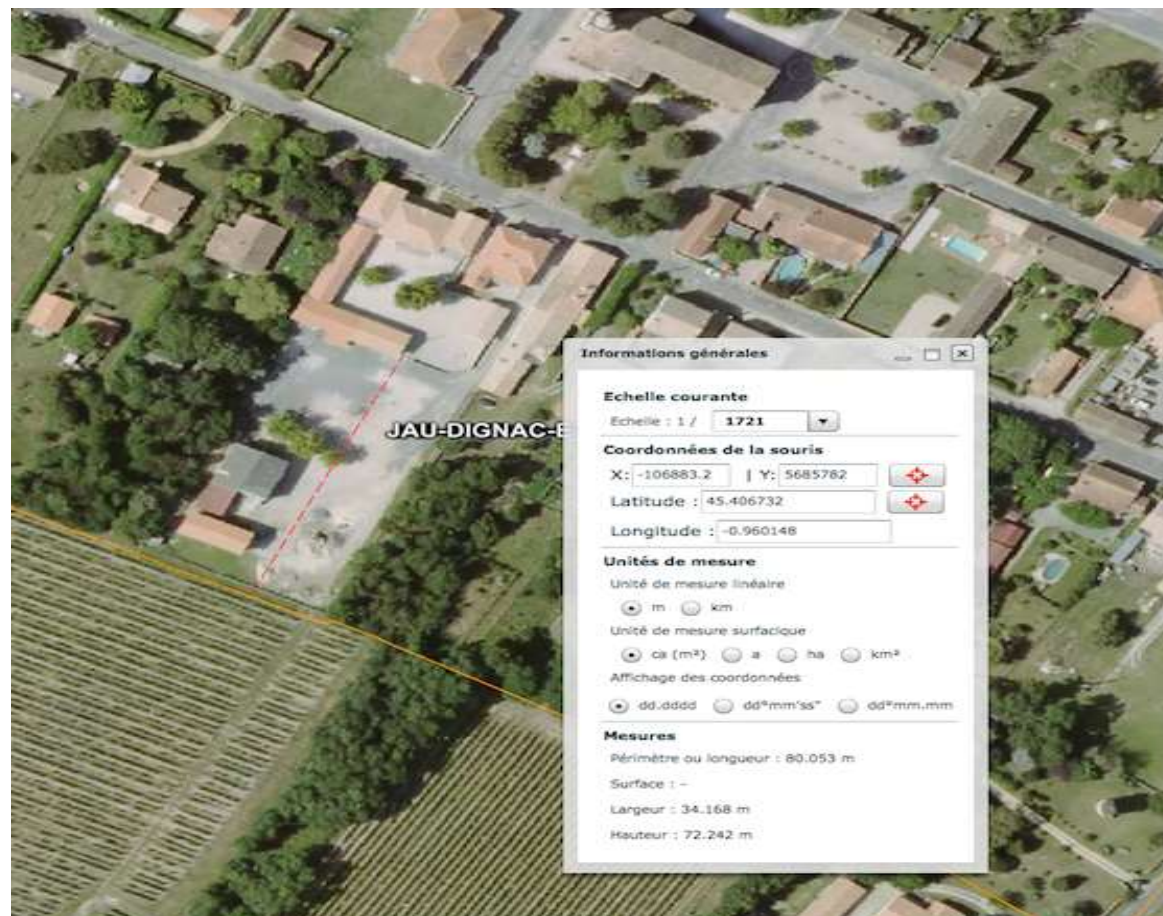 Informations générales
Echelle courante
Echelle : 1 / 1721
JAU-DIGNAC-E
Coordonnées de la souris
X: -106883.2 | Y: 5685782
Latitude : 45.406732
Longitude : -0.960148
Unités de mesure
Unité de mesure linéaire
m km
Unité de mesure surfacique
ca (m²) a ha km²
Affichage des coordonnées
dd.dddd dd°mm'ss" dd°mm.mm
Mesures
Périmètre ou longueur : 80.053 m
Surface : -
Largeur : 34.168 m
Hauteur : 72.242 m